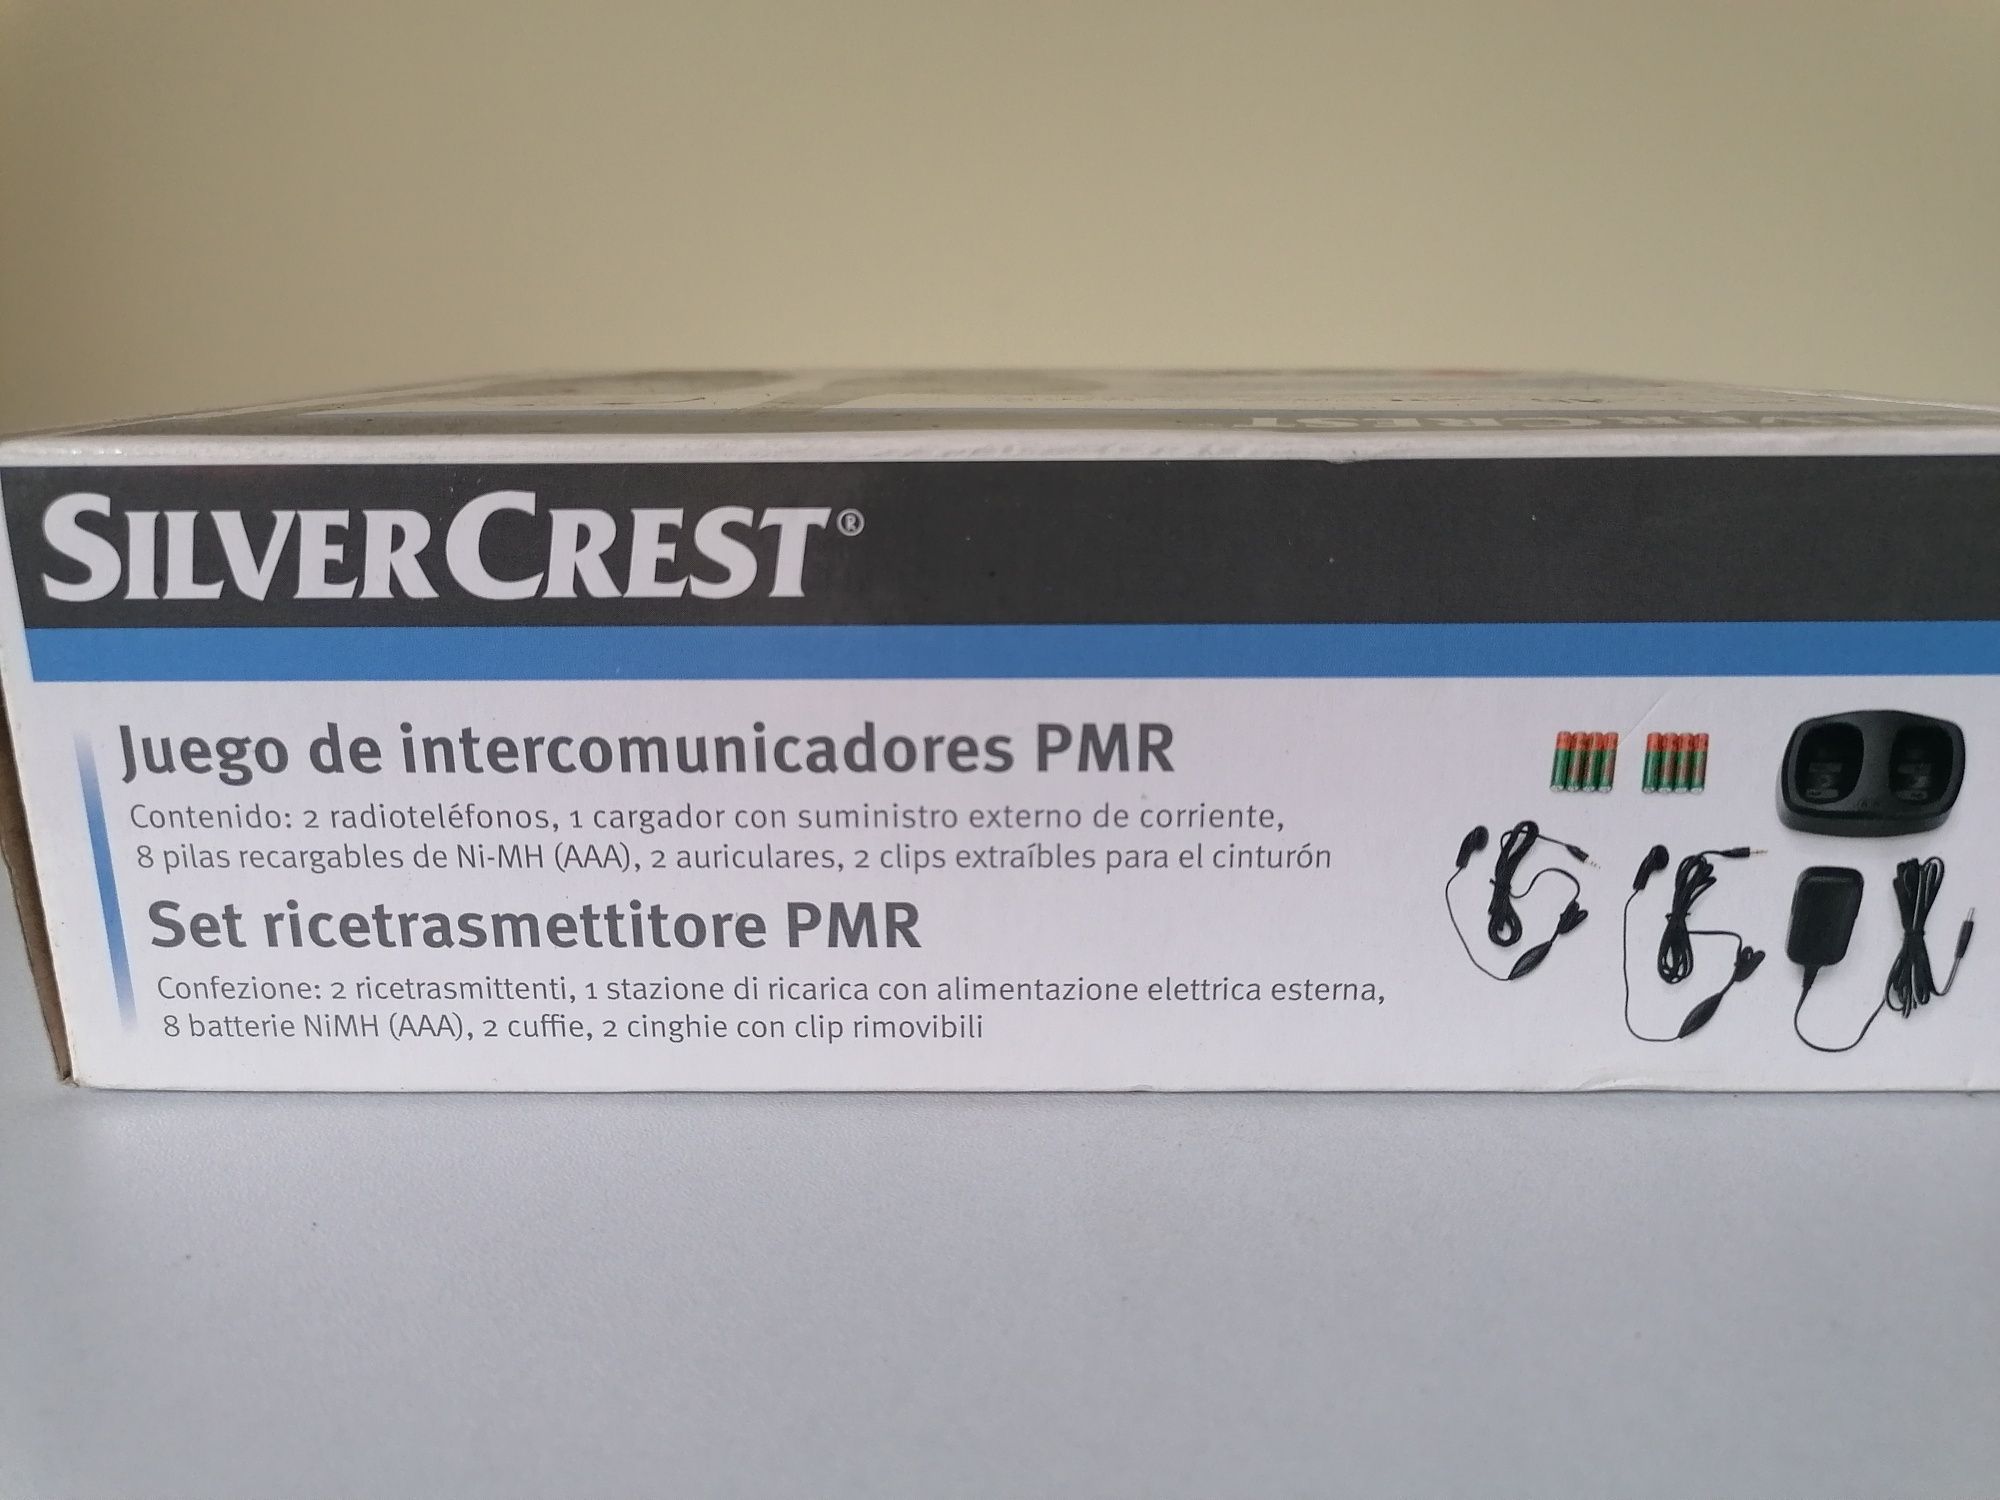 SILVERCREST
SILVERCREST®
Juego de intercomunicadores PMR
Contenido: 2 radioteléfonos, 1 cargador con suministro externo de corriente,
8 pilas recargables de Ni-MH (AAA), 2 auriculares, 2 clips extraíbles para el cinturón
Set ricetrasmettitore PMR
Confezione: 2 ricetrasmittenti, 1 stazione di ricarica con alimentazione elettrica esterna,
8 batterie NiMH (AAA), 2 cuffie, 2 cinghie con clip rimovibili